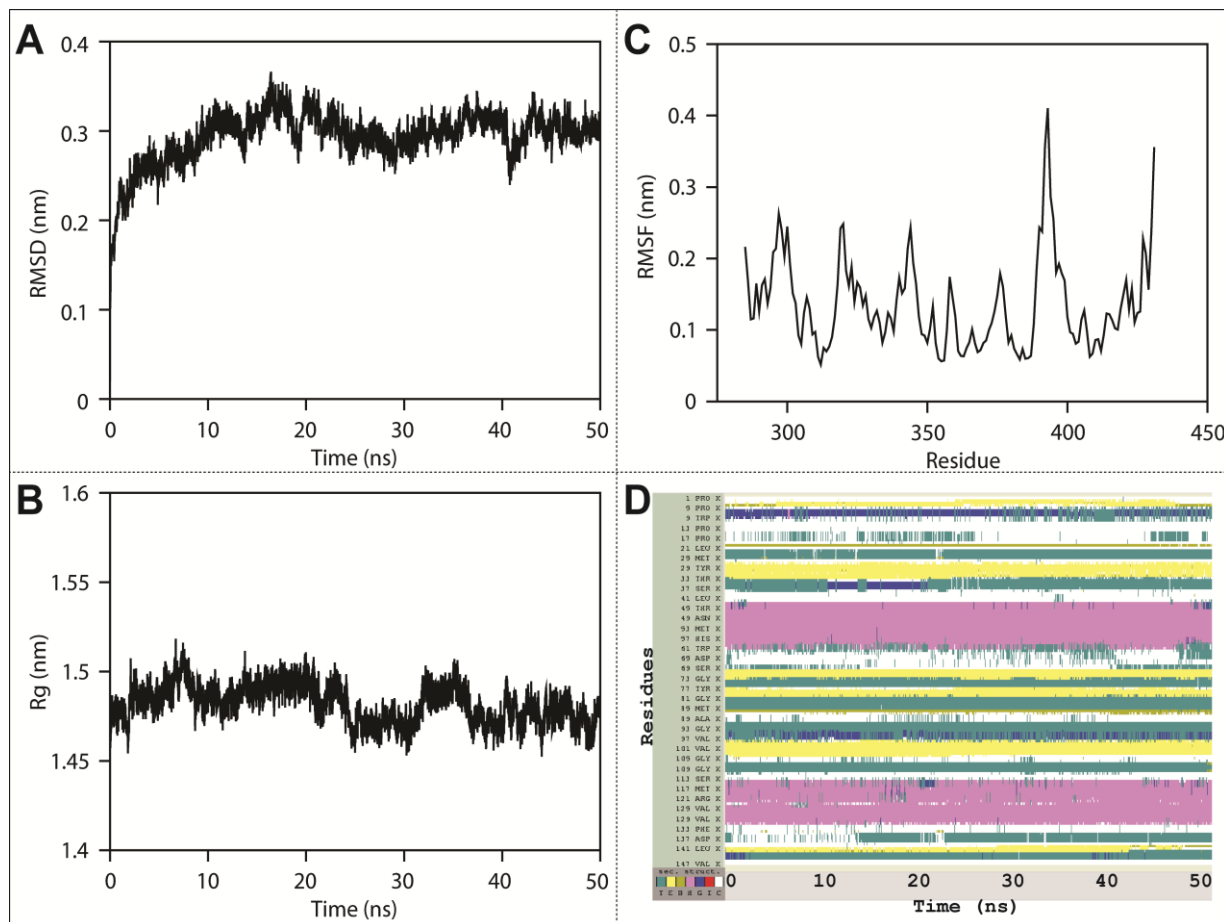 A
0.4
0.3
0.2
0.1
0
RMSD (nm)
0 10 20 30 40 50
Time (ns)
B
1.6
1.55
1.5
1.45
1.4
Rg (nm)
0 10 20 30 40 50
Time (ns)
C
0.5
0.4
0.3
0.2
0.1
0
RMSF (nm)
300 350 400 450
Residue
D
Residues
1 PRO X
5 PRO X
9 TRP X
13 PRO X
17 PRO X
21 LEU X
25 MET X
29 TYR X
33 THR X
37 SER X
41 LEU X
45 THR X
49 ASN X
53 MET X
57 HIS X
61 TRP X
65 ASP X
69 SER X
73 GLY X
77 TYR X
81 GLY X
85 MET X
89 ALA X
93 GLY X
97 VAL X
101 VAL X
105 GLY X
109 GLY X
113 SER X
117 MET X
121 ARG X
125 VAL X
129 VAL X
133 PHE X
137 ASP X
141 LEU X
147 VAL X
sec. struct.
T E B H G I C
0 10 20 30 40 50
Time (ns)